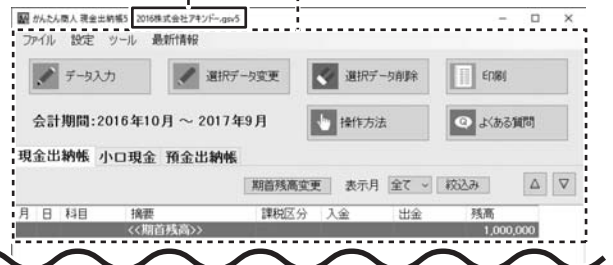 かんたん商人 現金出納帳5 2016株式会社アキンドー.gsv5
ファイル 設定 ツール 最新情報
データ入力 選択データ変更 選択データ削除 印刷
会計期間:2016年10月 ～ 2017年9月 操作方法 よくある質問
現金出納帳 小口現金 預金出納帳
期首残高変更 表示月 全て 絞込み △ ▽
月 日 科目 摘要 課税区分 入金 出金 残高
<<期首残高>> 1,000,000